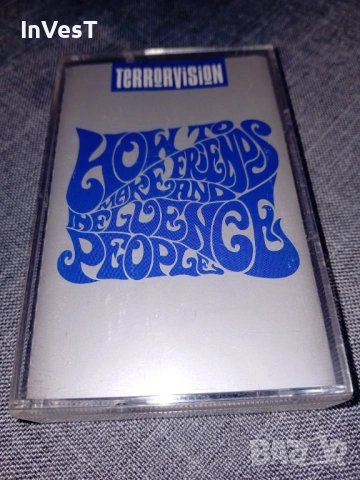 InVesT
TeRRORVISION
HOW TO
MAKE FRIENDS
AND
INFLUENCE
PEOPLE